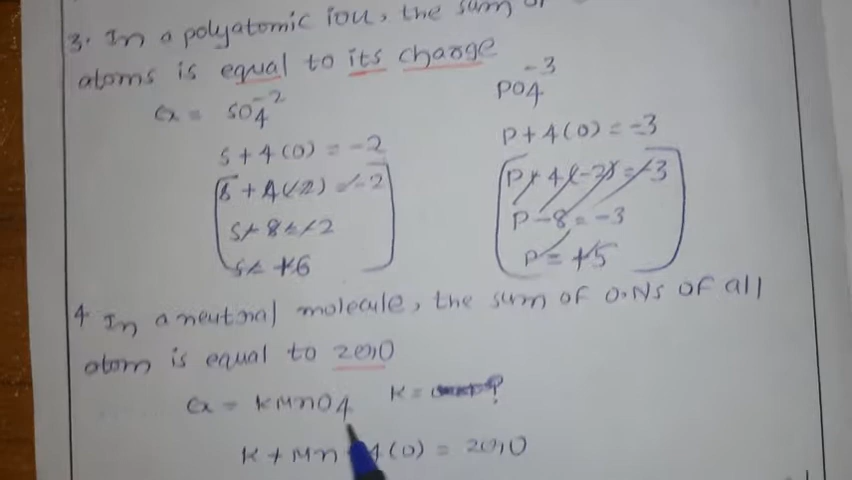 3. In a polyatomic ion, the sum of
atoms is equal to its charge
Ex = SO4-2
S + 4(O) = -2
S + 4(-2) = -2
S - 8 = -2
S = +6
PO4-3
P + 4(O) = -3
P + 4(-2) = -3
P - 8 = -3
P = +5
4 In a neutral molecule, the sum of O.Ns of all
atom is equal to zero
Ex = KMnO4 K = ?
K + Mn 4(O) = zero